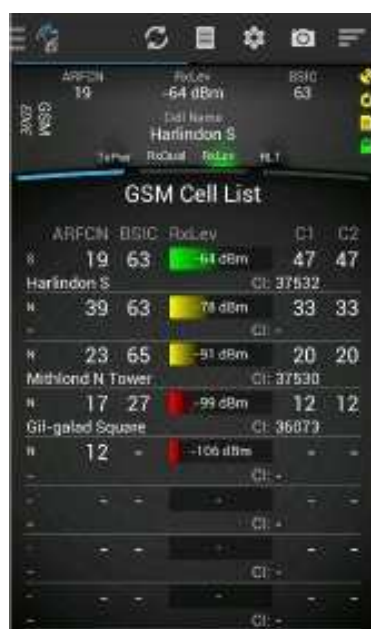 ARFCN RxLev BSIC
19 -64 dBm 63
GSM
EDGE
Cell Name
Harlindon S
TxPwr RxQual RxLev RLT
GSM Cell List
ARFCN BSIC RxLev C1 C2
S 19 63 -64 dBm 47 47
Harlindon S CI: 37532
N 39 63 78 dBm 33 33
- CI: -
N 23 65 -91 dBm 20 20
Mithlond N Tower CI: 37530
N 17 27 -99 dBm 12 12
Gil-galad Square CI: 36873
N 12 - -106 dBm - -
- CI: -
- - - - -
- CI: -
- - - - -
- CI: -
- - - - -
- CI: -